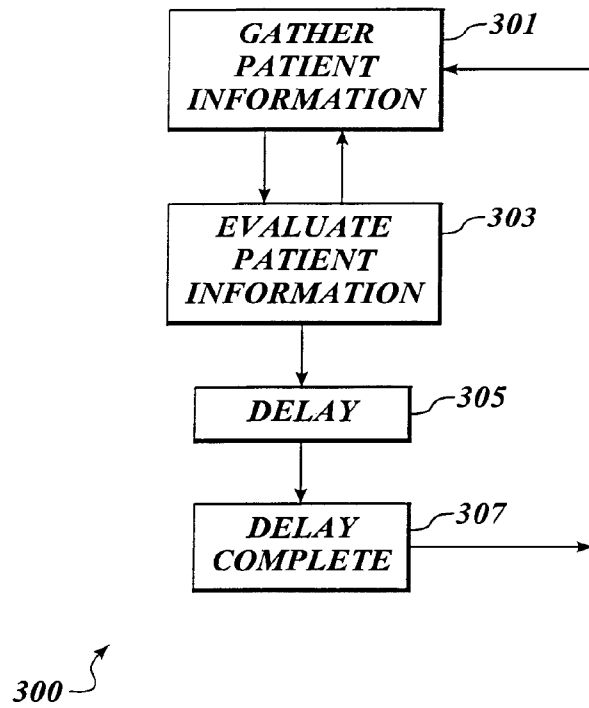 GATHER
PATIENT
INFORMATION
301
EVALUATE
PATIENT
INFORMATION
303
DELAY
305
DELAY
COMPLETE
307
300